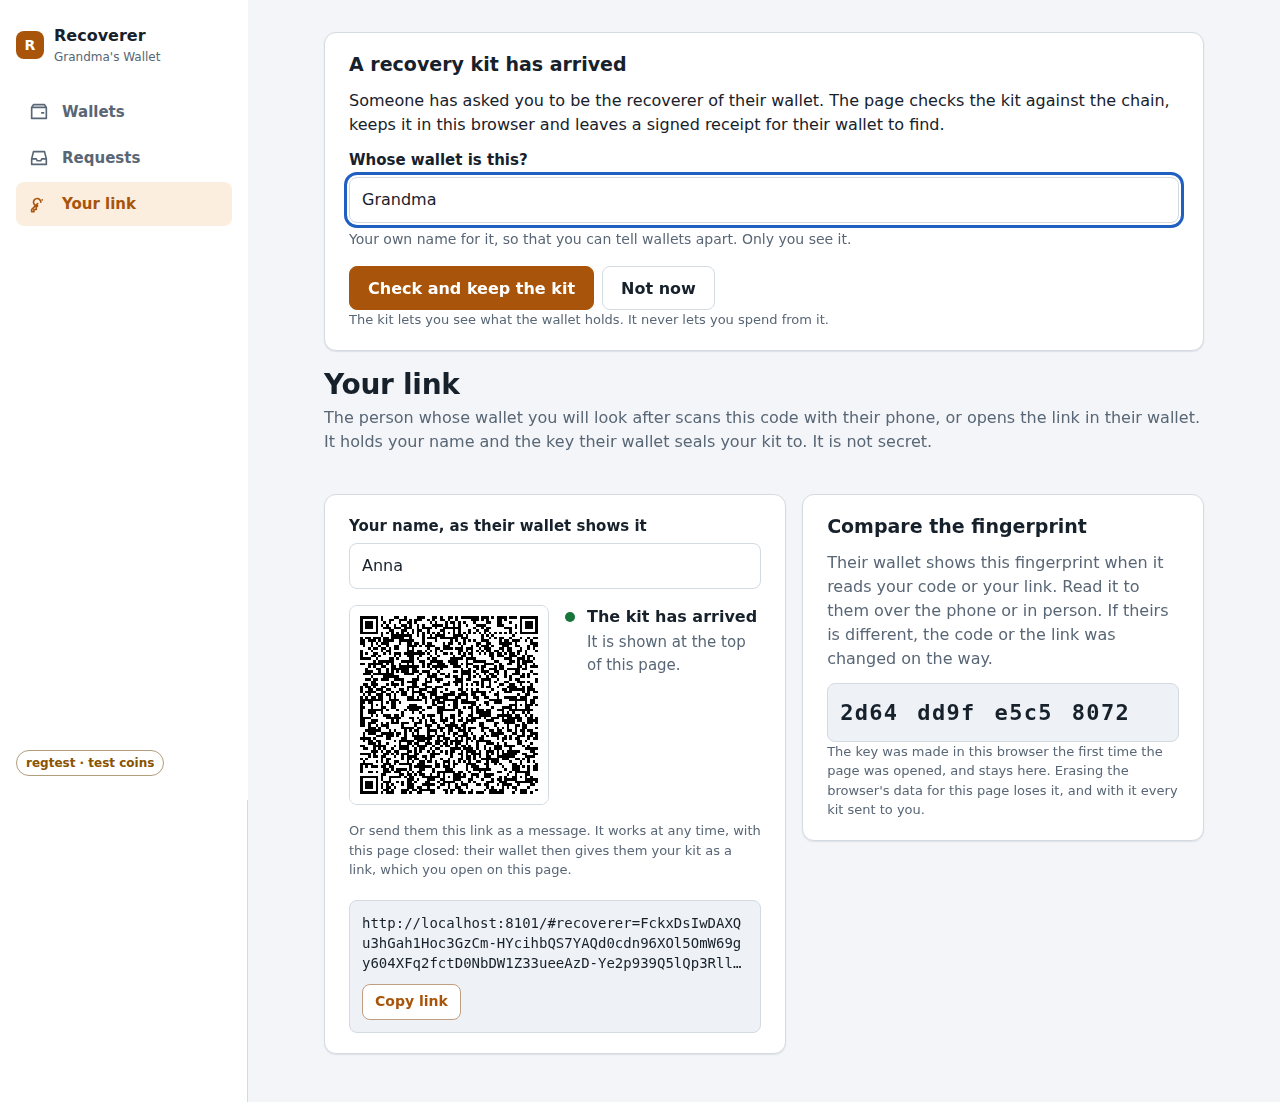 R
Recoverer
Grandma's Wallet
Wallets
Requests
Your link
regtest · test coins
A recovery kit has arrived
Someone has asked you to be the recoverer of their wallet. The page checks the kit against the chain,
keeps it in this browser and leaves a signed receipt for their wallet to find.
Whose wallet is this?
Grandma
Your own name for it, so that you can tell wallets apart. Only you see it.
Check and keep the kit
Not now
The kit lets you see what the wallet holds. It never lets you spend from it.
Your link
The person whose wallet you will look after scans this code with their phone, or opens the link in their wallet.
It holds your name and the key their wallet seals your kit to. It is not secret.
Your name, as their wallet shows it
Anna
The kit has arrived
It is shown at the top
of this page.
Or send them this link as a message. It works at any time, with
this page closed: their wallet then gives them your kit as a
link, which you open on this page.
http://localhost:8101/#recoverer=FckxDsIwDAXQ
u3hGah1Hoc3GzCm-HYcihbQS7YAQd0cdn96XOl5OmW69g
y604XFq2fctD0NbDW1Z33ueeAzD-Ye2p939Q5lQp3Rll…
Copy link
Compare the fingerprint
Their wallet shows this fingerprint when it
reads your code or your link. Read it to
them over the phone or in person. If theirs
is different, the code or the link was
changed on the way.
2d64 dd9f e5c5 8072
The key was made in this browser the first time the
page was opened, and stays here. Erasing the
browser's data for this page loses it, and with it every
kit sent to you.